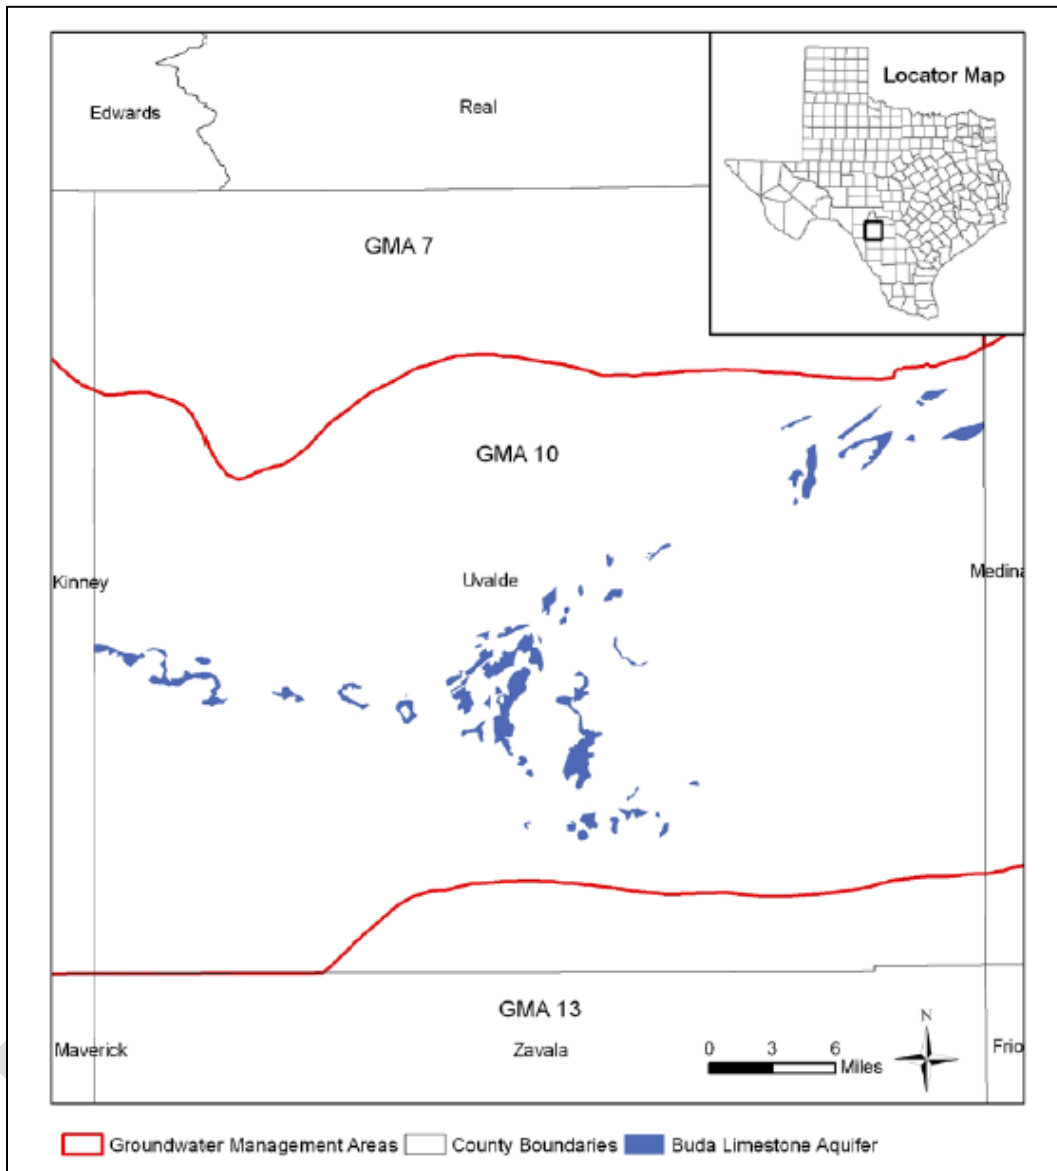 Locator Map
Edwards
Real
GMA 7
GMA 10
Kinney
Uvalde
Medina
GMA 13
N
Maverick
Zavala
0 3 6
Miles
Frio
Groundwater Management Areas County Boundaries Buda Limestone Aquifer